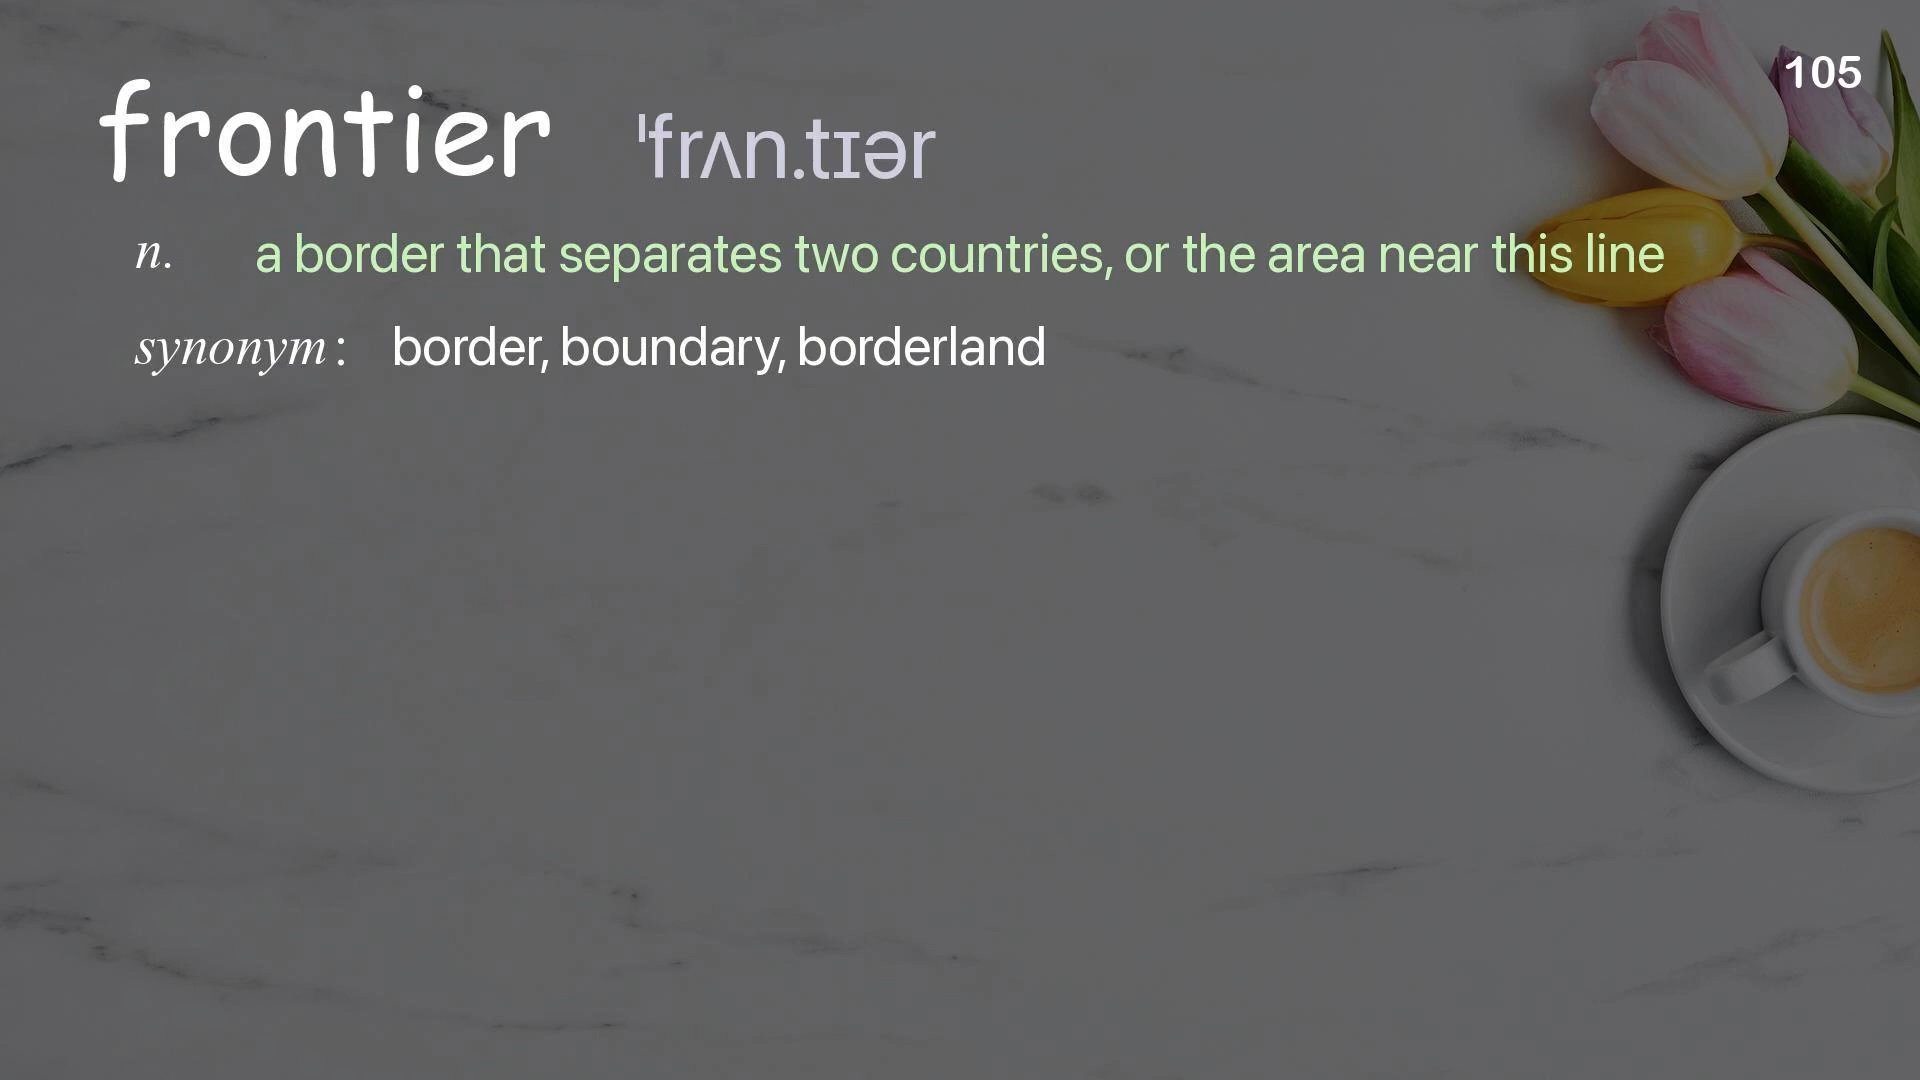 105
frontier ˈfrʌn.tɪər
n. a border that separates two countries, or the area near this line
synonym: border, boundary, borderland